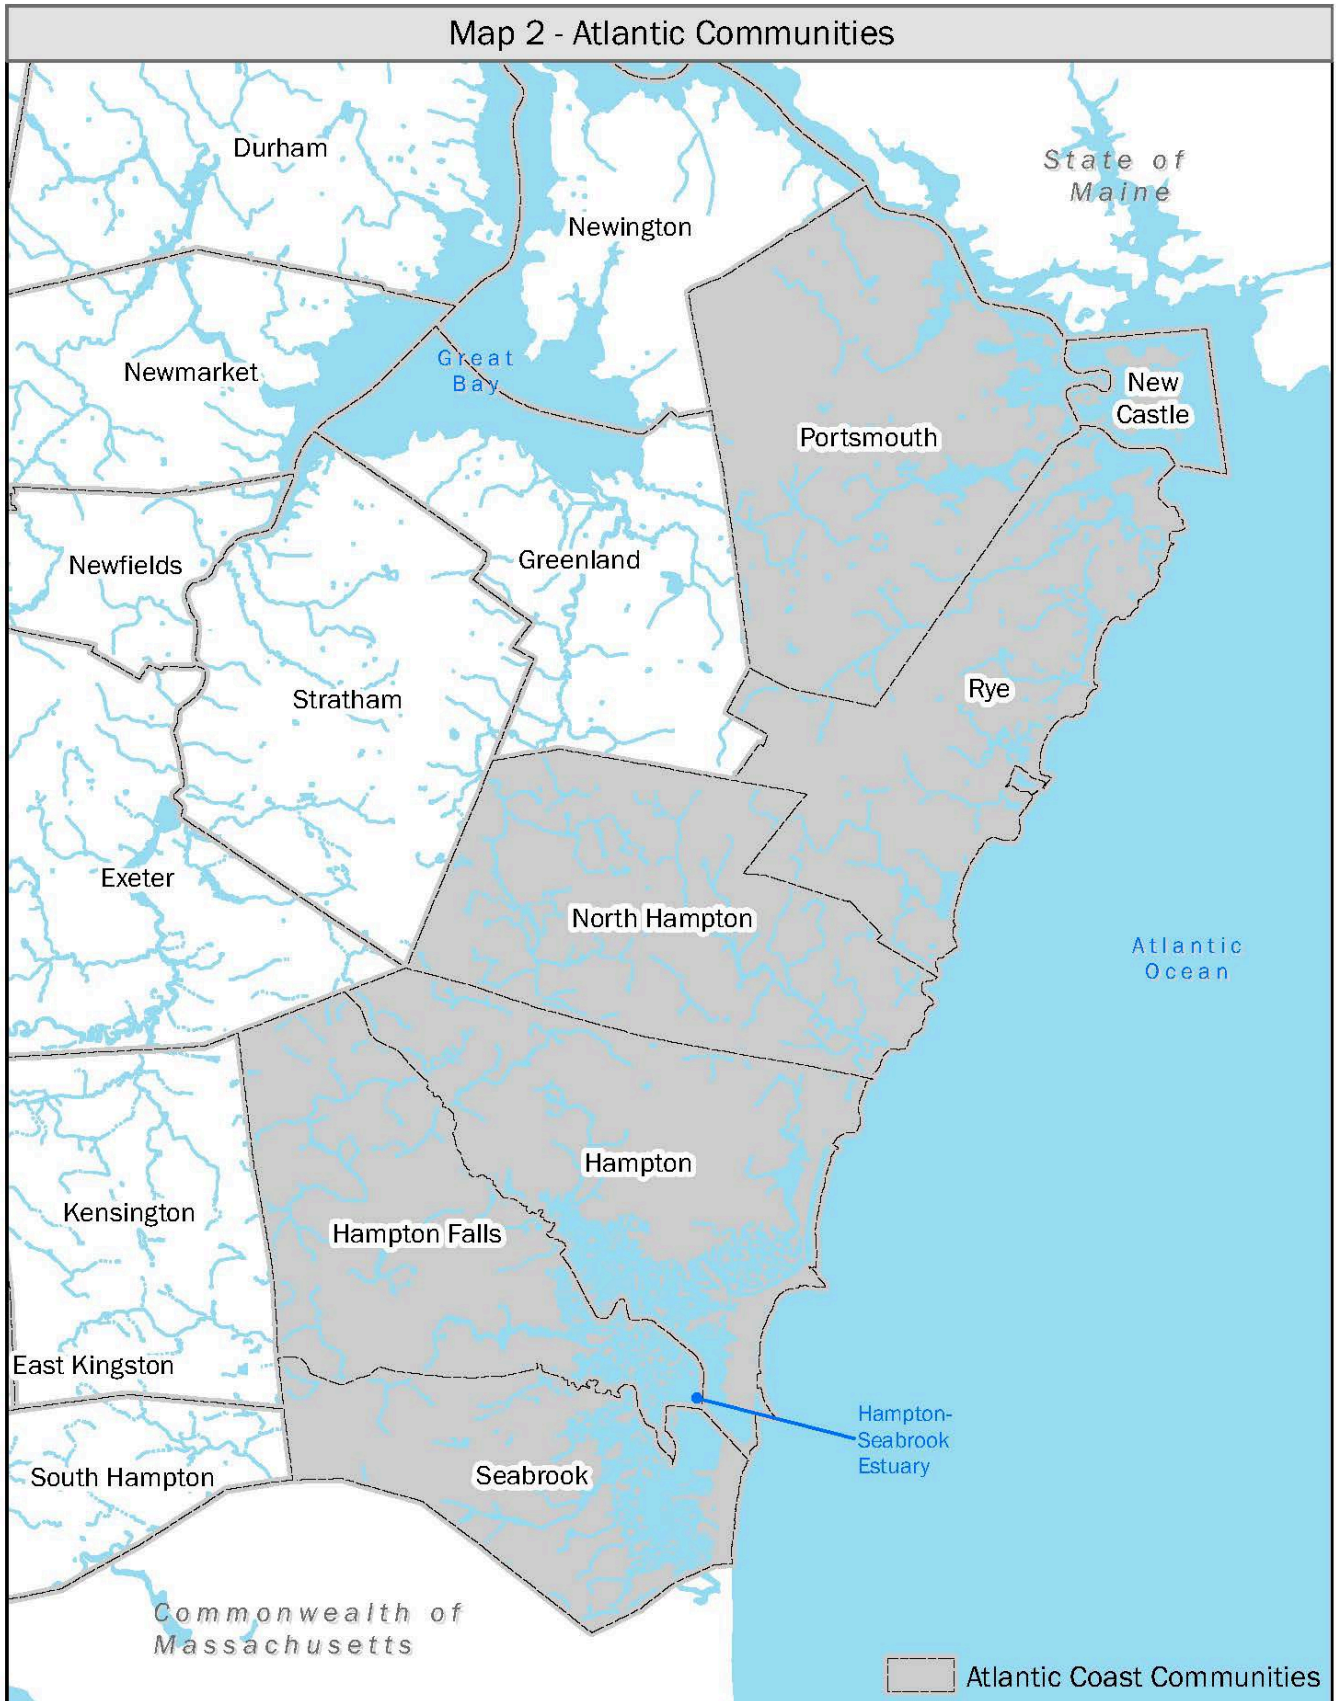 Map 2 - Atlantic Communities
Durham
State of
Maine
Newington
Great
Bay
Newmarket
New
Castle
Portsmouth
Greenland
Newfields
Rye
Stratham
Exeter
North Hampton
Atlantic
Ocean
Hampton
Kensington
Hampton Falls
East Kingston
Hampton-
Seabrook
Estuary
Seabrook
South Hampton
Commonwealth of
Massachusetts
Atlantic Coast Communities